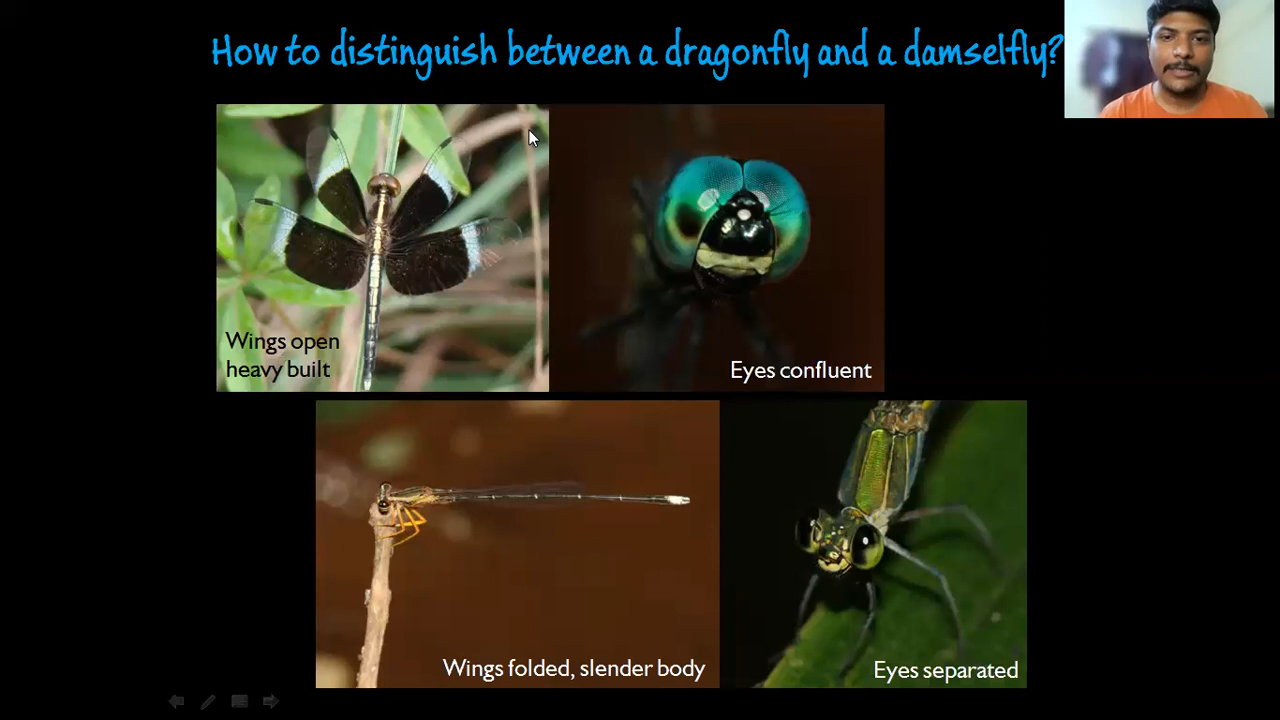 How to distinguish between a dragonfly and a damselfly?
Wings open
heavy built
Eyes confluent
Wings folded, slender body
Eyes separated